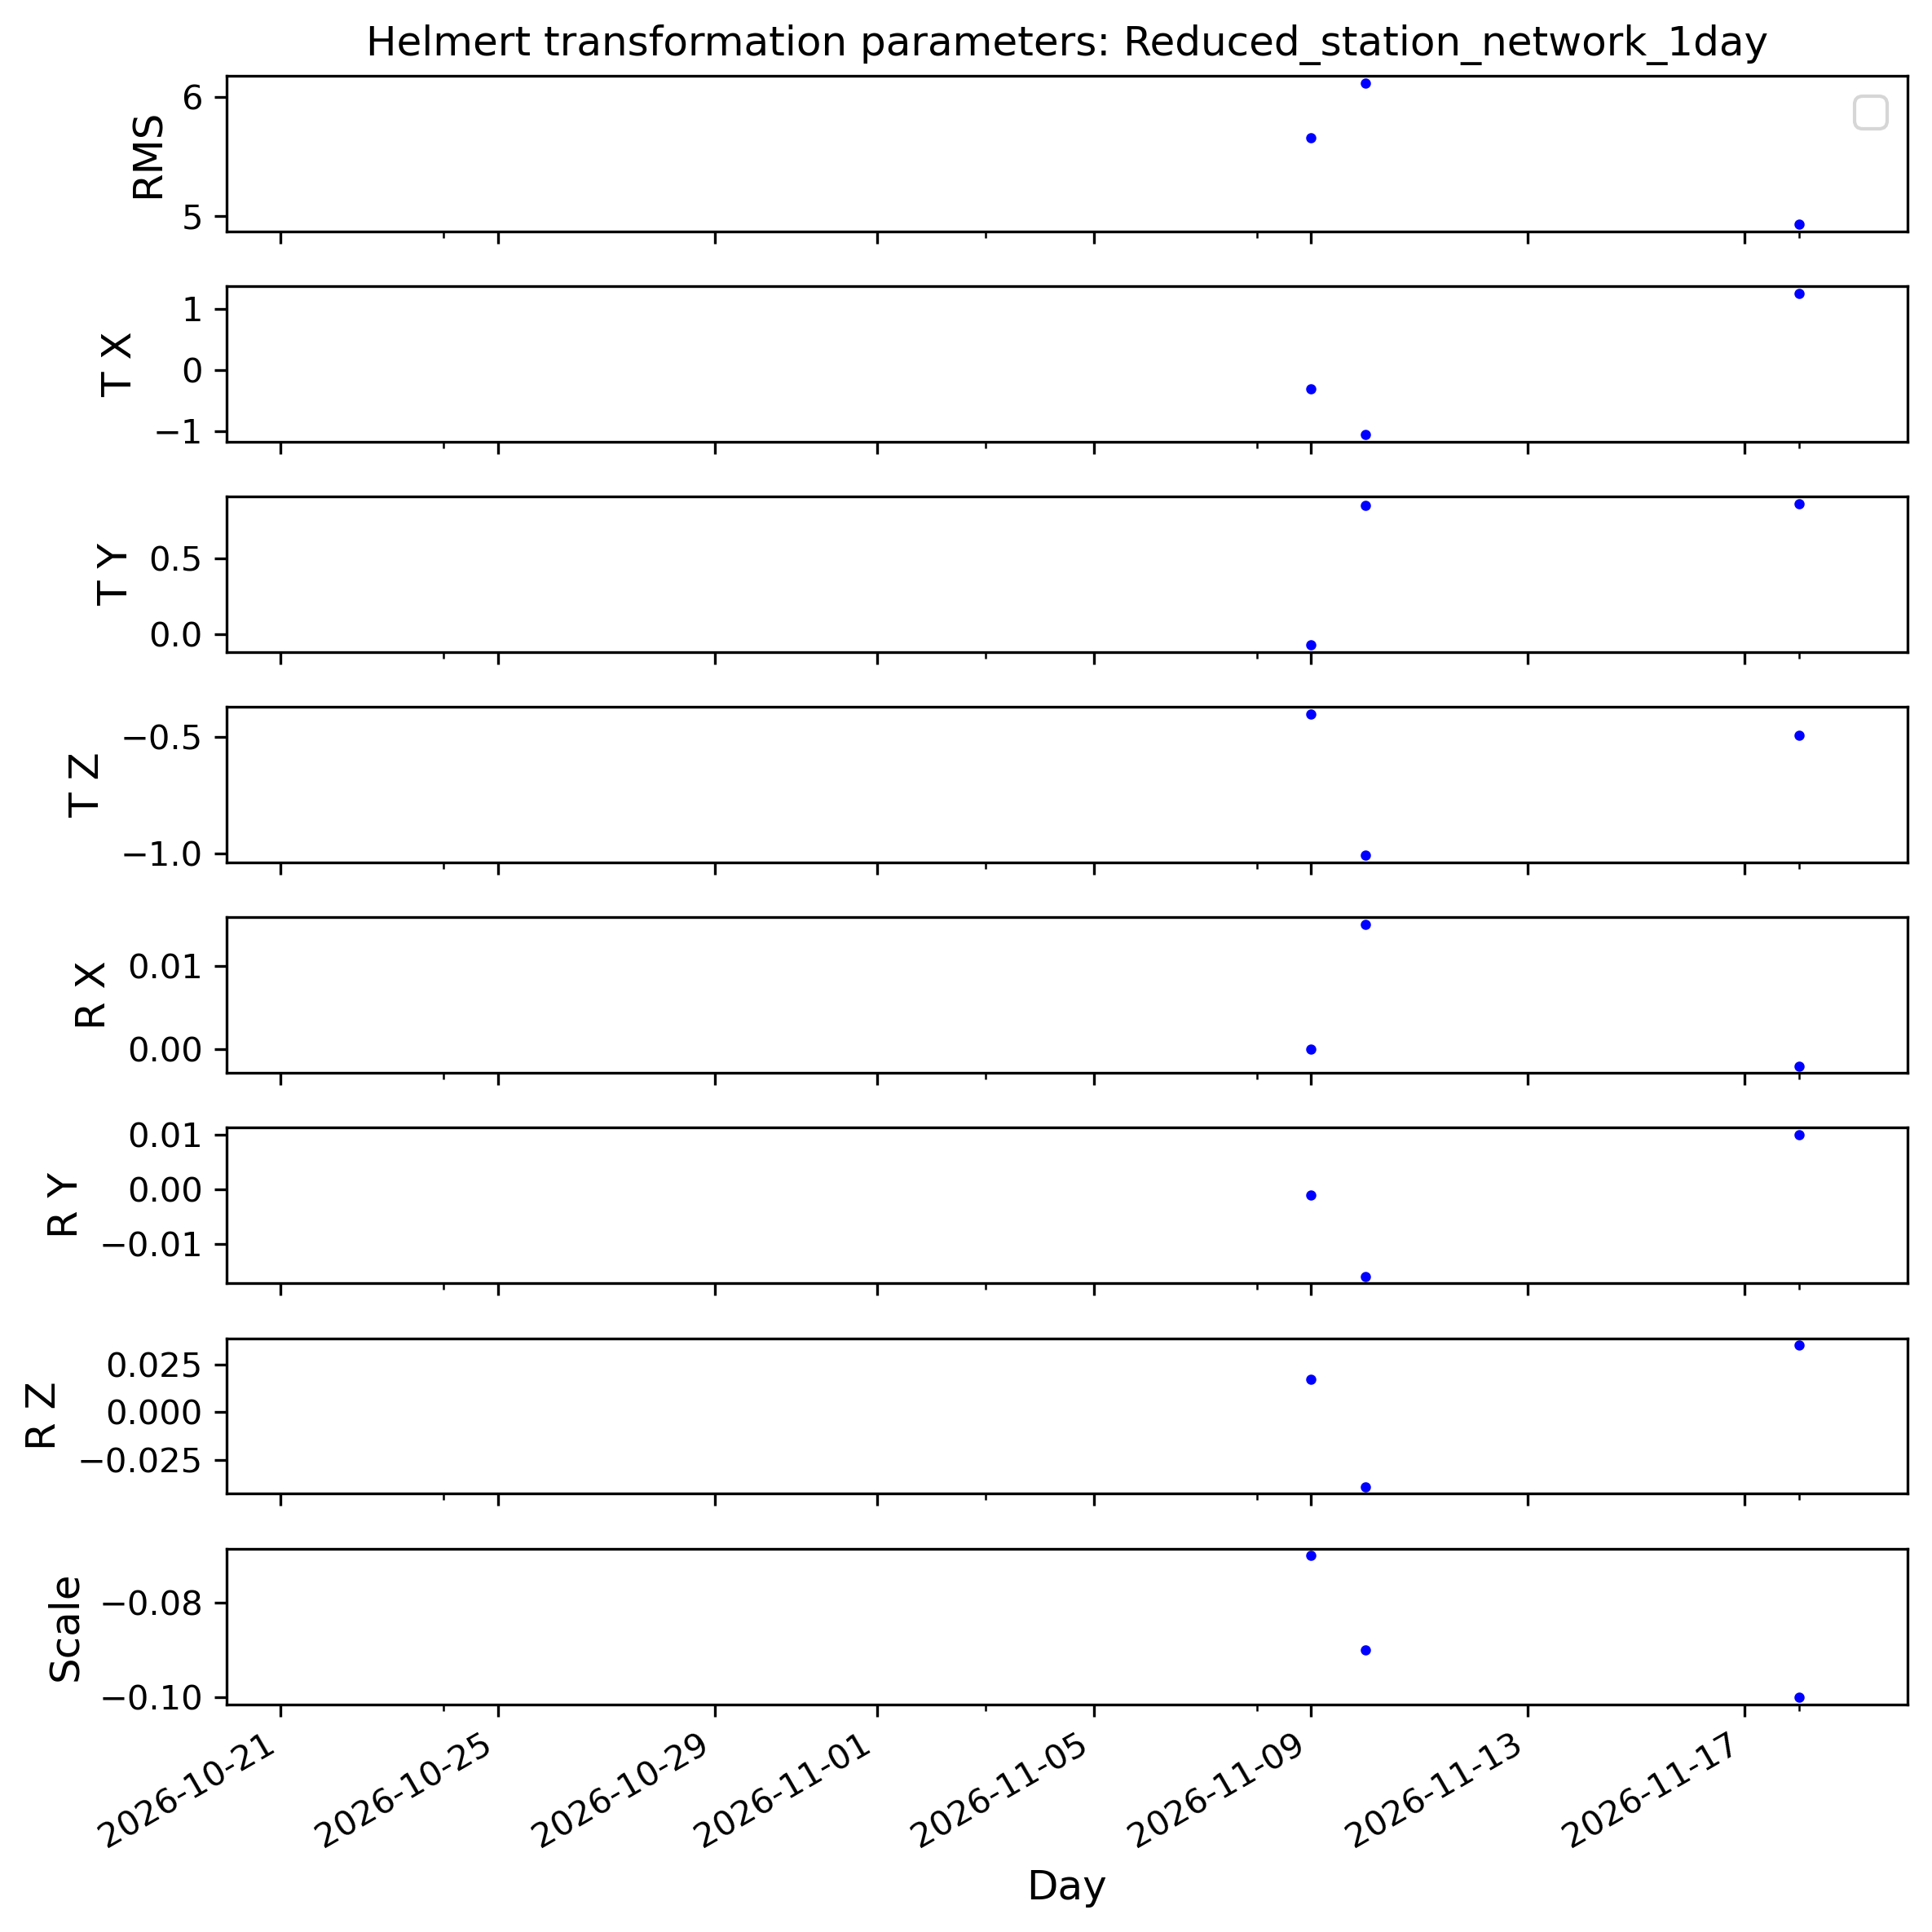 Helmert transformation parameters: Reduced_station_network_1day
RMS
6
5
T X
1
0
−1
T Y
0.5
0.0
T Z
−0.5
−1.0
R X
0.01
0.00
R Y
0.01
0.00
−0.01
R Z
0.025
0.000
−0.025
Scale
−0.08
−0.10
2026-10-21
2026-10-25
2026-10-29
2026-11-01
2026-11-05
2026-11-09
2026-11-13
2026-11-17
Day